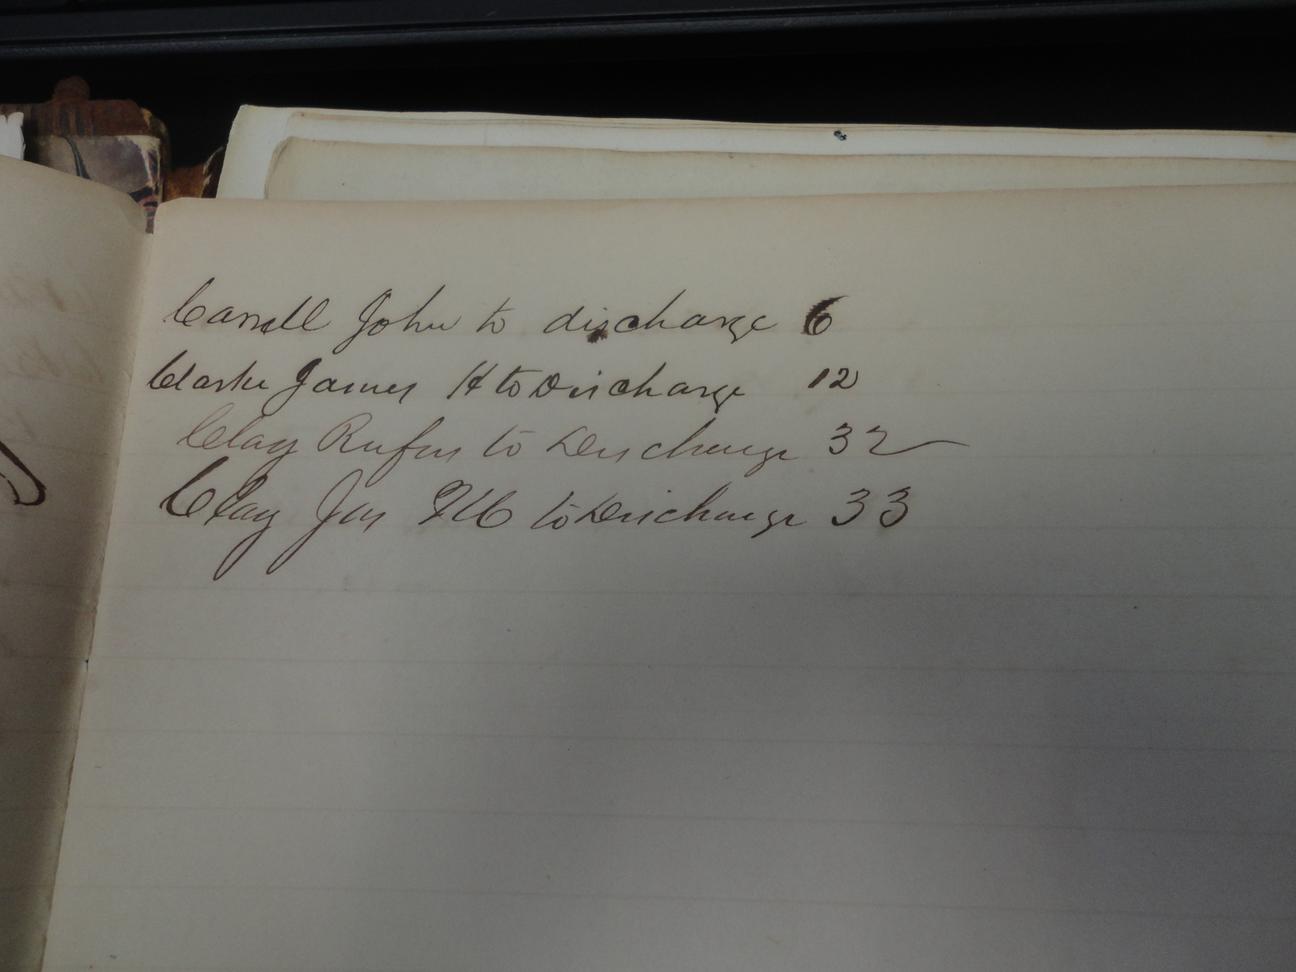 Carroll John to discharge 6
Clarke James H to Discharge 12
Clay Rufus to Discharge 32
Clay Jas to Discharge 33